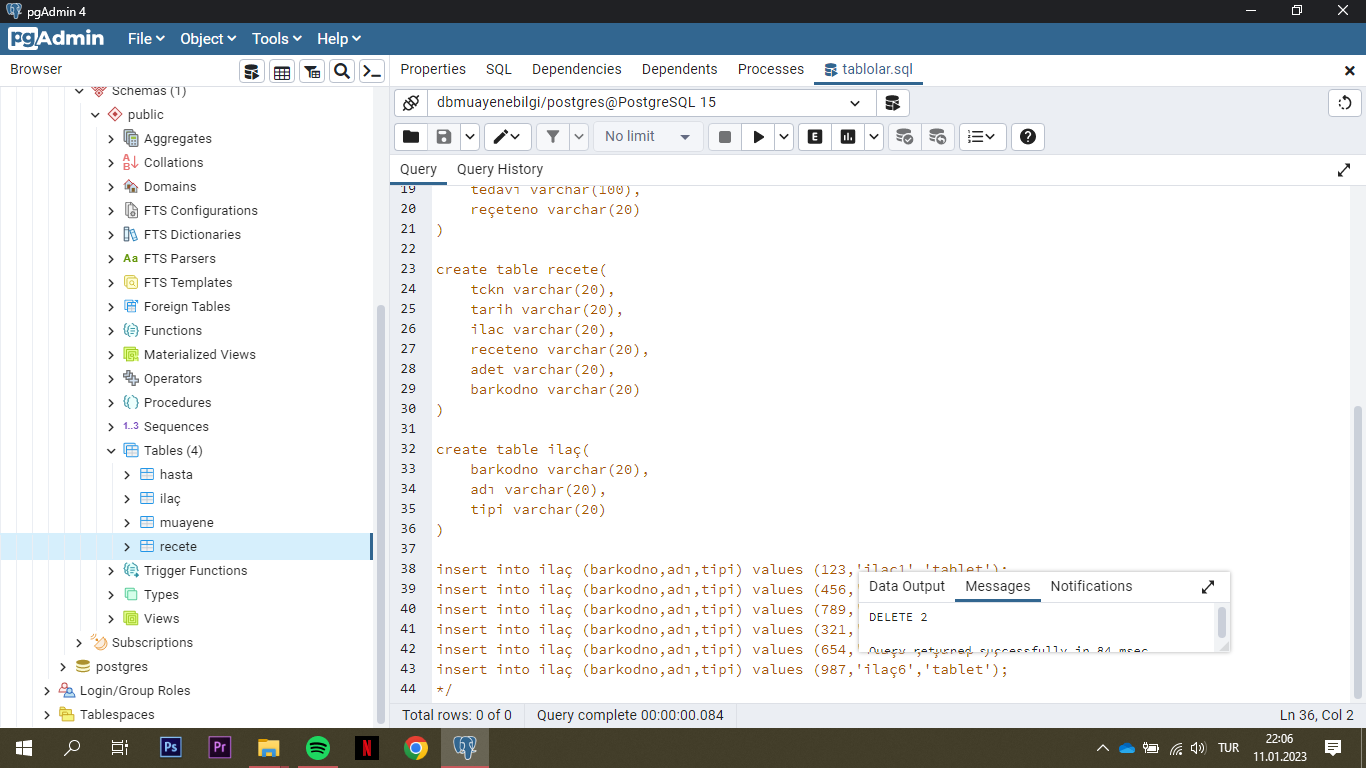 pgAdmin 4
pgAdmin File Object Tools Help
Browser
Properties SQL Dependencies Dependents Processes tablolar.sql
Schemas (1)
public
Aggregates
Collations
Domains
FTS Configurations
FTS Dictionaries
Aa FTS Parsers
FTS Templates
Foreign Tables
Functions
Materialized Views
Operators
Procedures
1..3 Sequences
Tables (4)
hasta
ilaç
muayene
recete
Trigger Functions
Types
Views
Subscriptions
postgres
Login/Group Roles
Tablespaces
dbmuayenebilgi/postgres@PostgreSQL 15
No limit
E
Query Query History
19 tedavi varchar(100),
20 reçeteno varchar(20)
21 )
22
23 create table recete(
24 tckn varchar(20),
25 tarih varchar(20),
26 ilac varchar(20),
27 receteno varchar(20),
28 adet varchar(20),
29 barkodno varchar(20)
30 )
31
32 create table ilaç(
33 barkodno varchar(20),
34 adı varchar(20),
35 tipi varchar(20)
36 )
37
38 insert into ilaç (barkodno,adı,tipi) values (123,'ilaç1','tablet');
39 insert into ilaç (barkodno,adı,tipi) values (456,'
40 insert into ilaç (barkodno,adı,tipi) values (789,'
41 insert into ilaç (barkodno,adı,tipi) values (321,'
42 insert into ilaç (barkodno,adı,tipi) values (654,'
43 insert into ilaç (barkodno,adı,tipi) values (987,'ilaç6','tablet');
44 */
Data Output Messages Notifications
DELETE 2
Query returned successfully in 84 msec.
Total rows: 0 of 0 Query complete 00:00:00.084 Ln 36, Col 2
Ps Pr N TUR
22:06
11.01.2023